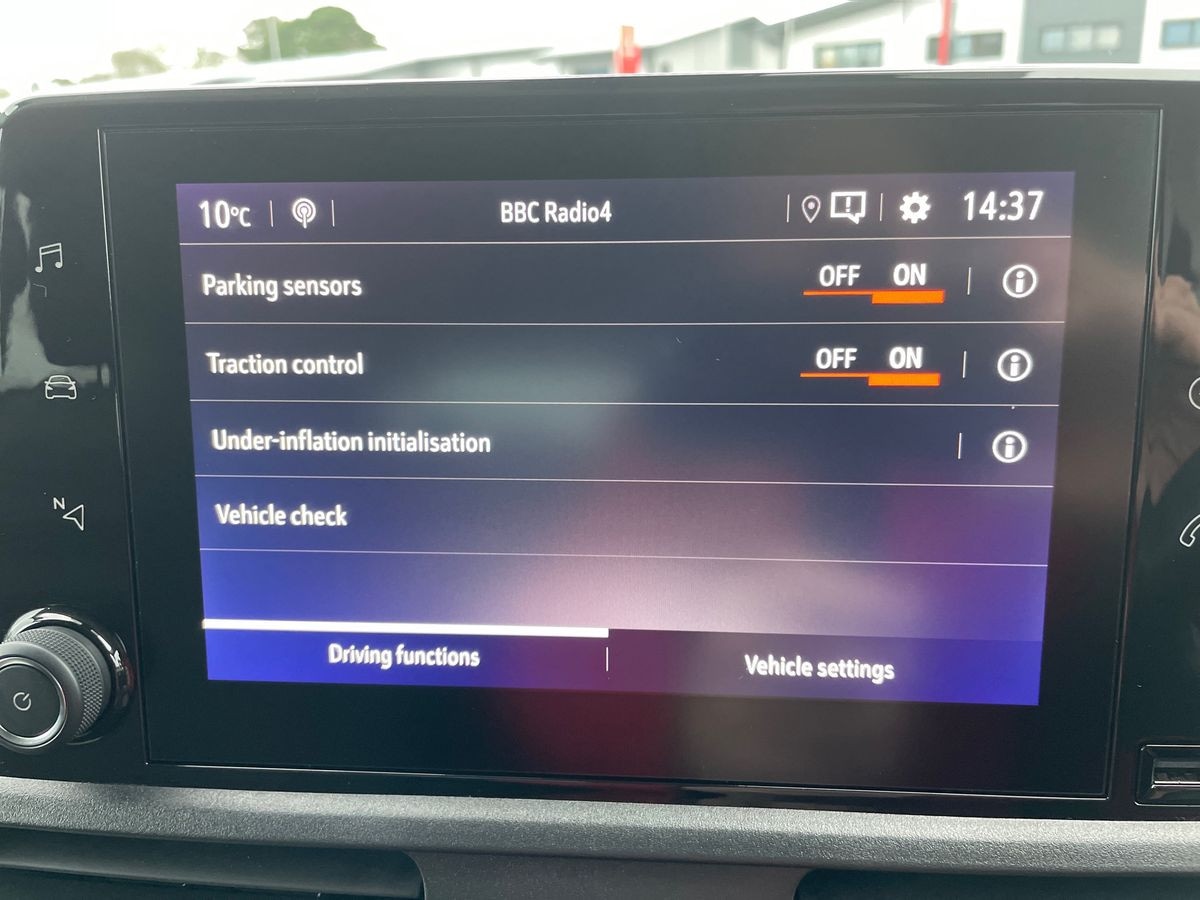 10°C BBC Radio4 14:37
Parking sensors OFF ON
Traction control OFF ON
Under-inflation initialisation
Vehicle check
N
Driving functions Vehicle settings